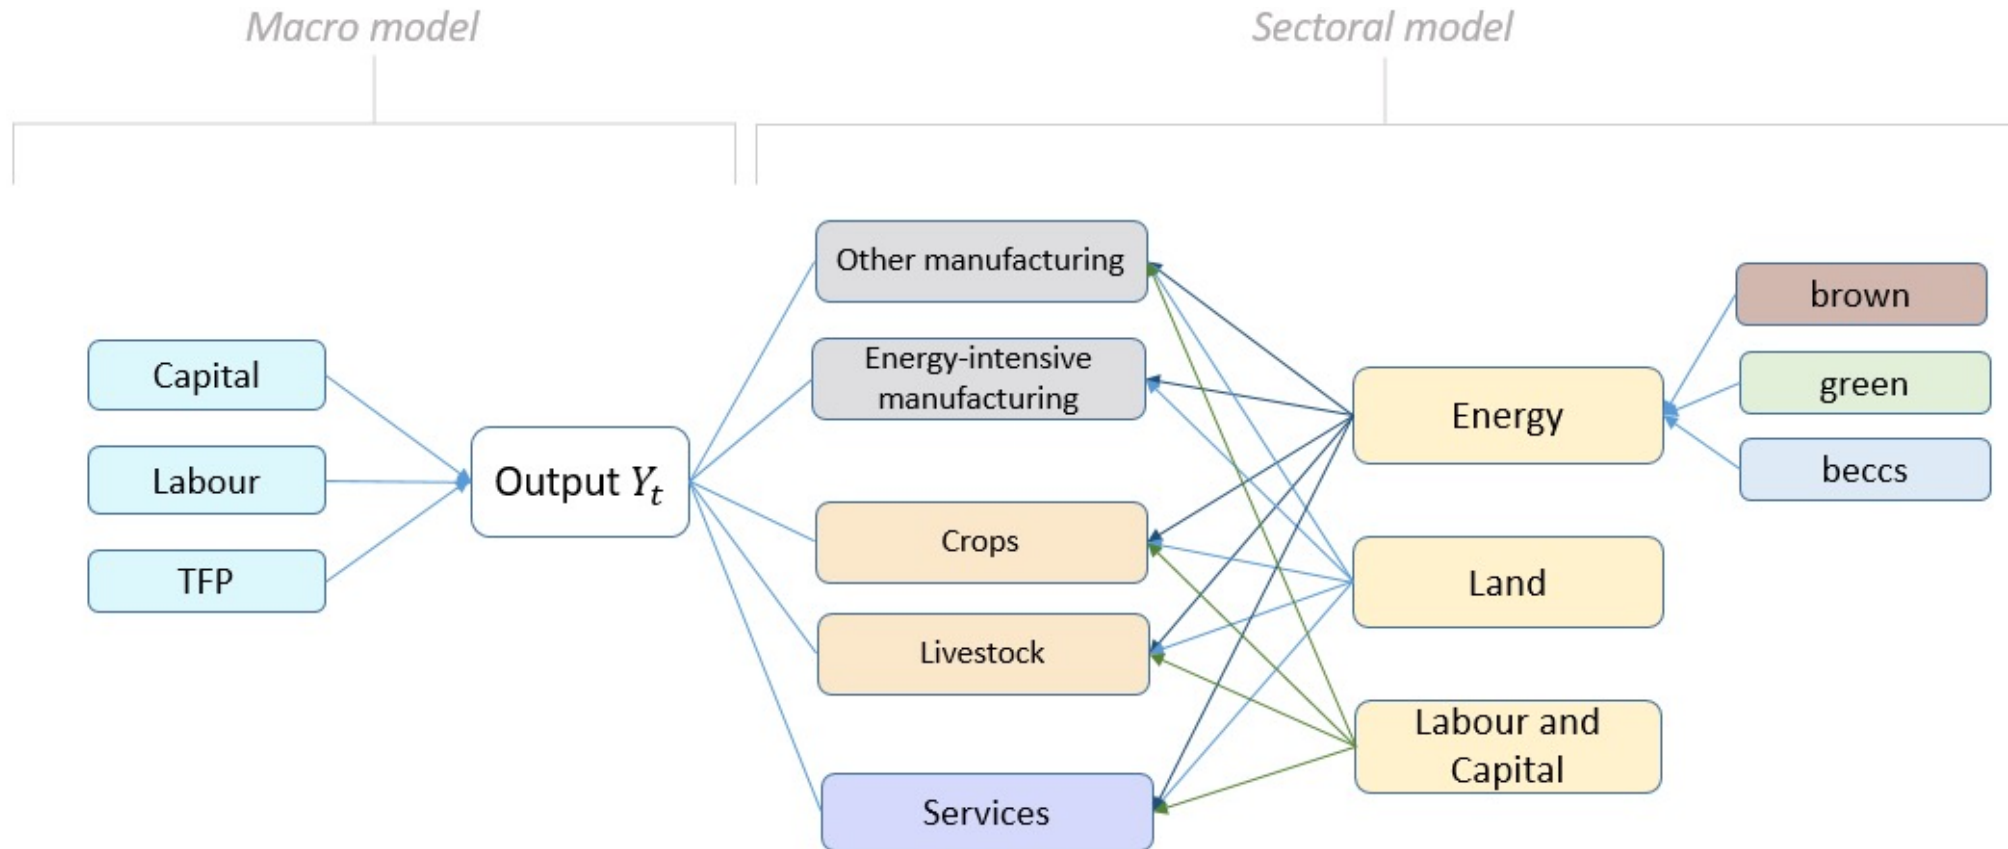 Macro model
Sectoral model
Capital
Labour
TFP
Output Yₜ
Other manufacturing
Energy-intensive
manufacturing
Crops
Livestock
Services
Energy
Land
Labour and
Capital
brown
green
beccs